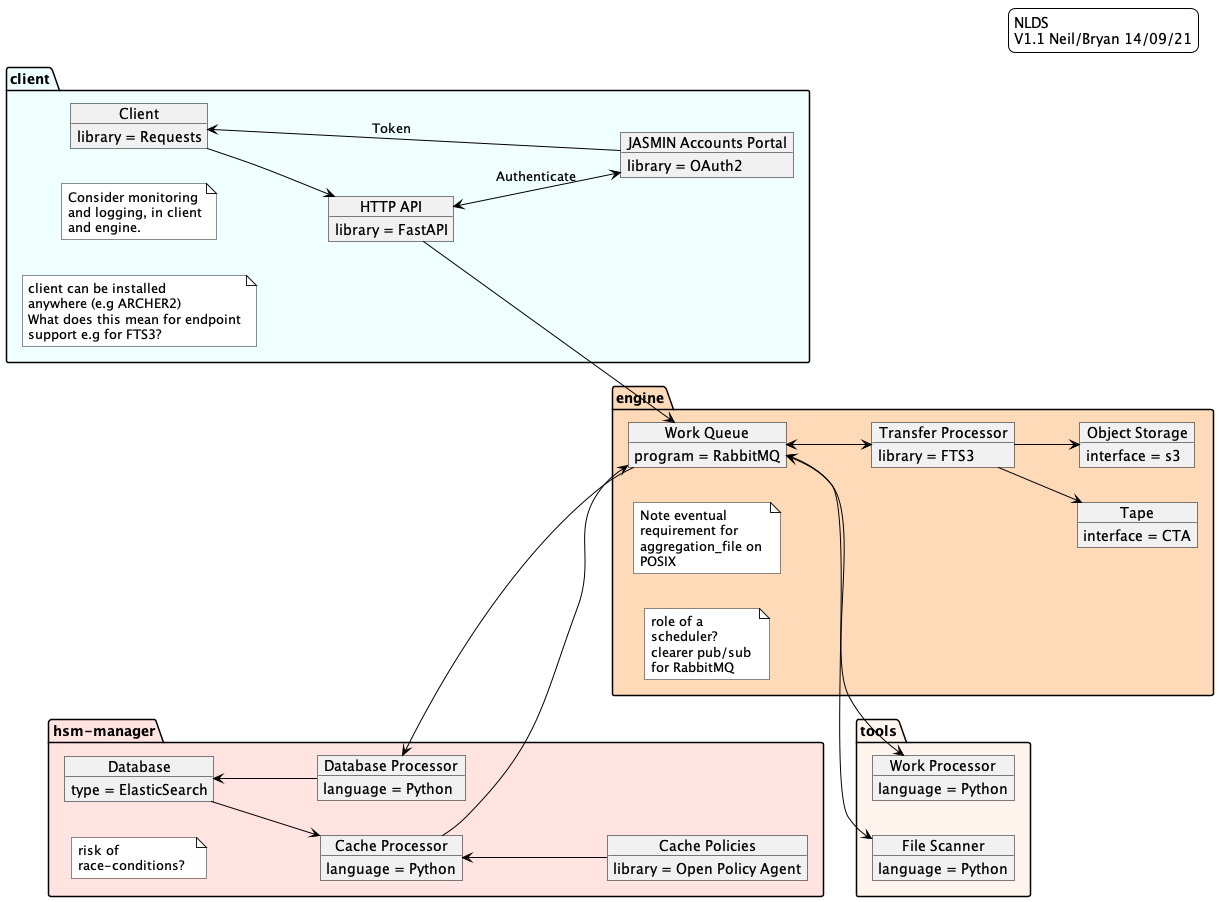 NLDS
V1.1 Neil/Bryan 14/09/21
client
Client
library = Requests
Token
JASMIN Accounts Portal
library = OAuth2
Authenticate
HTTP API
library = FastAPI
Consider monitoring
and logging, in client
and engine.
client can be installed
anywhere (e.g ARCHER2)
What does this mean for endpoint
support e.g for FTS3?
engine
Work Queue
program = RabbitMQ
Transfer Processor
library = FTS3
Object Storage
interface = s3
Tape
interface = CTA
Note eventual
requirement for
aggregation_file on
POSIX
role of a
scheduler?
clearer pub/sub
for RabbitMQ
hsm-manager
Database
type = ElasticSearch
Database Processor
language = Python
risk of
race-conditions?
Cache Processor
language = Python
Cache Policies
library = Open Policy Agent
tools
Work Processor
language = Python
File Scanner
language = Python